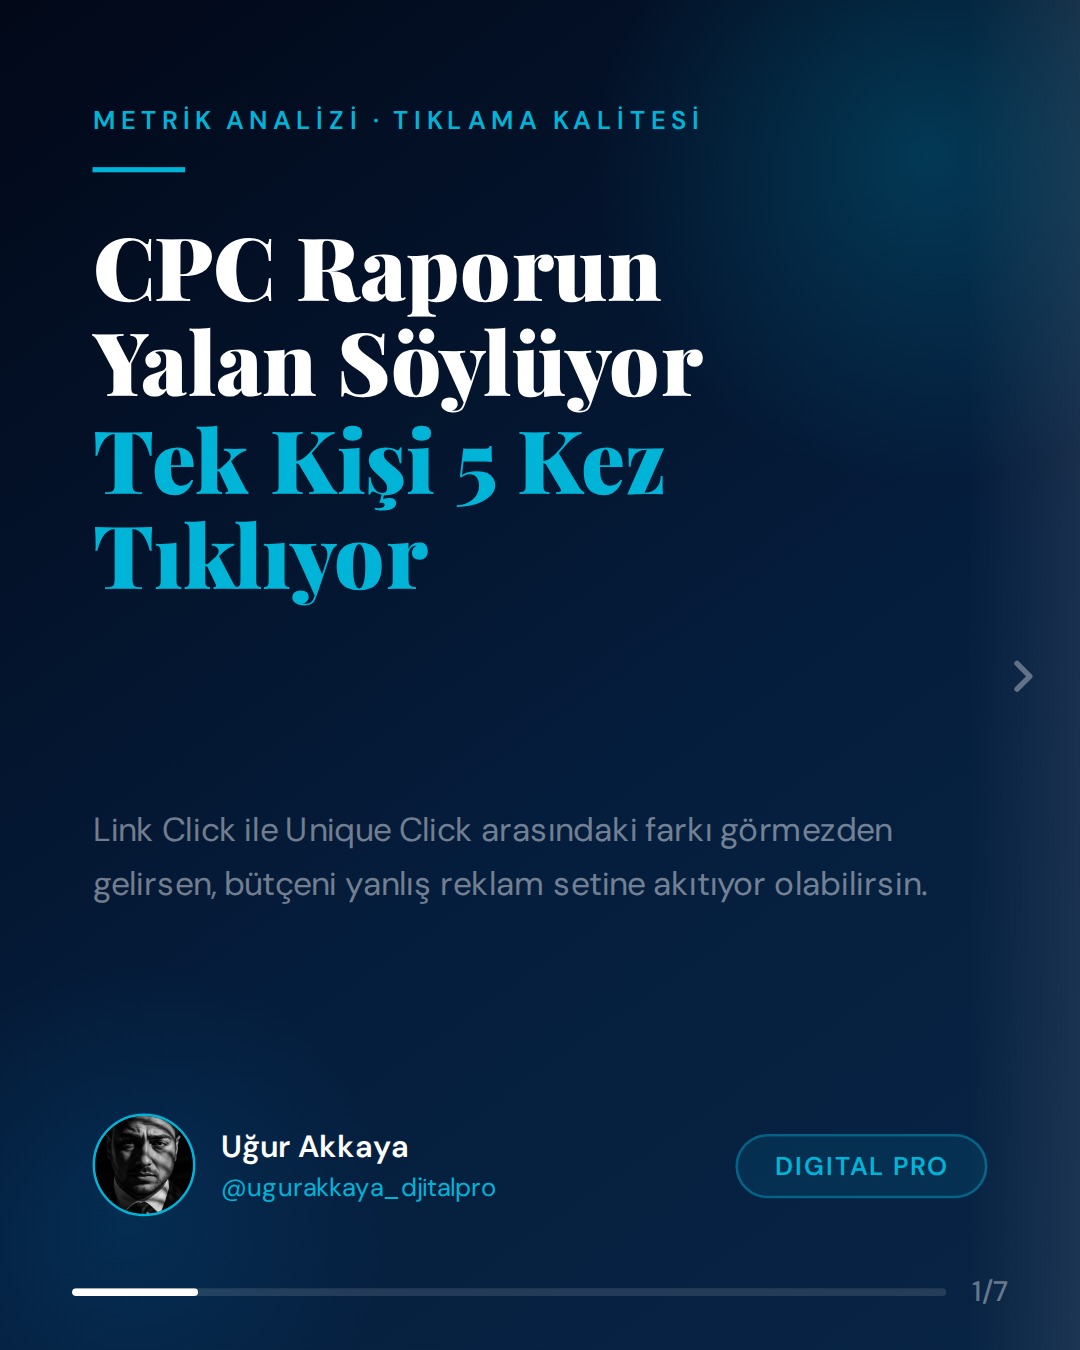 METRİK ANALİZİ · TIKLAMA KALİTESİ
CPC Raporun
Yalan Söylüyor
Tek Kişi 5 Kez
Tıklıyor
Link Click ile Unique Click arasındaki farkı görmezden
gelirsen, bütçeni yanlış reklam setine akıtıyor olabilirsin.
Uğur Akkaya
@ugurakkaya_djitalpro
DIGITAL PRO
1/7